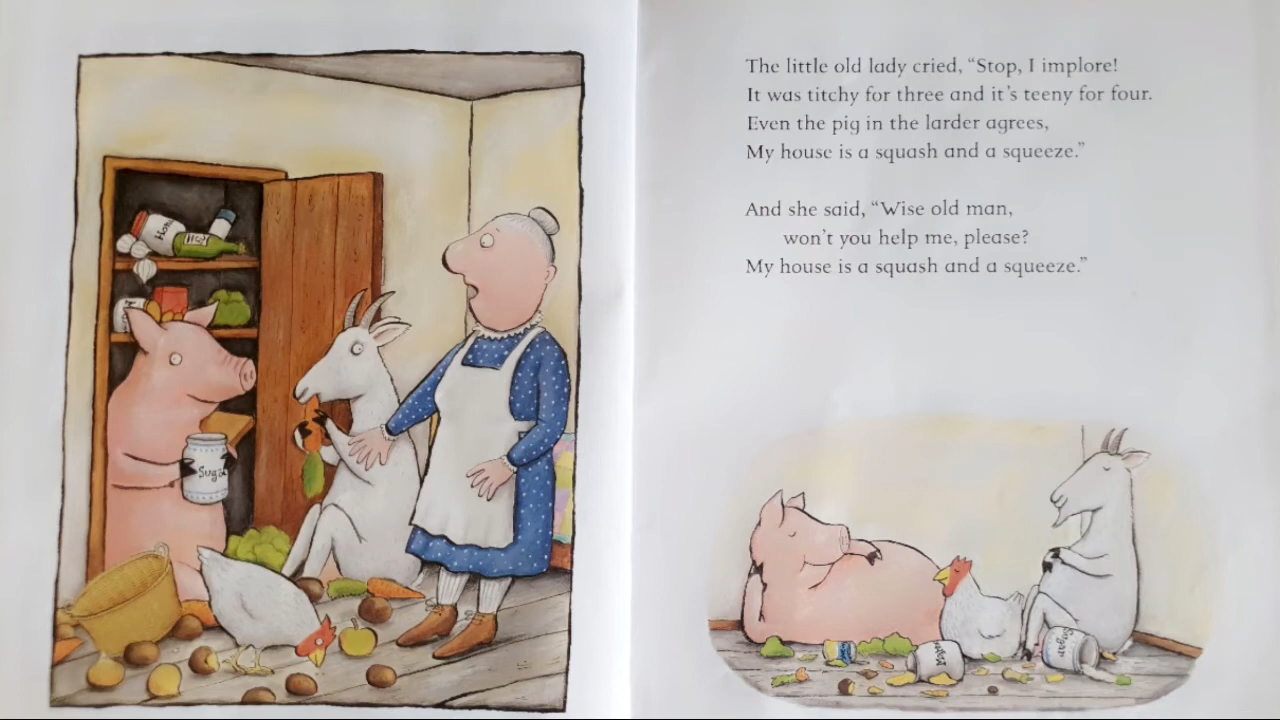 Hon
Sug
The little old lady cried, “Stop, I implore!
It was titchy for three and it’s teeny for four.
Even the pig in the larder agrees,
My house is a squash and a squeeze.”
And she said, “Wise old man,
won’t you help me, please?
My house is a squash and a squeeze.”